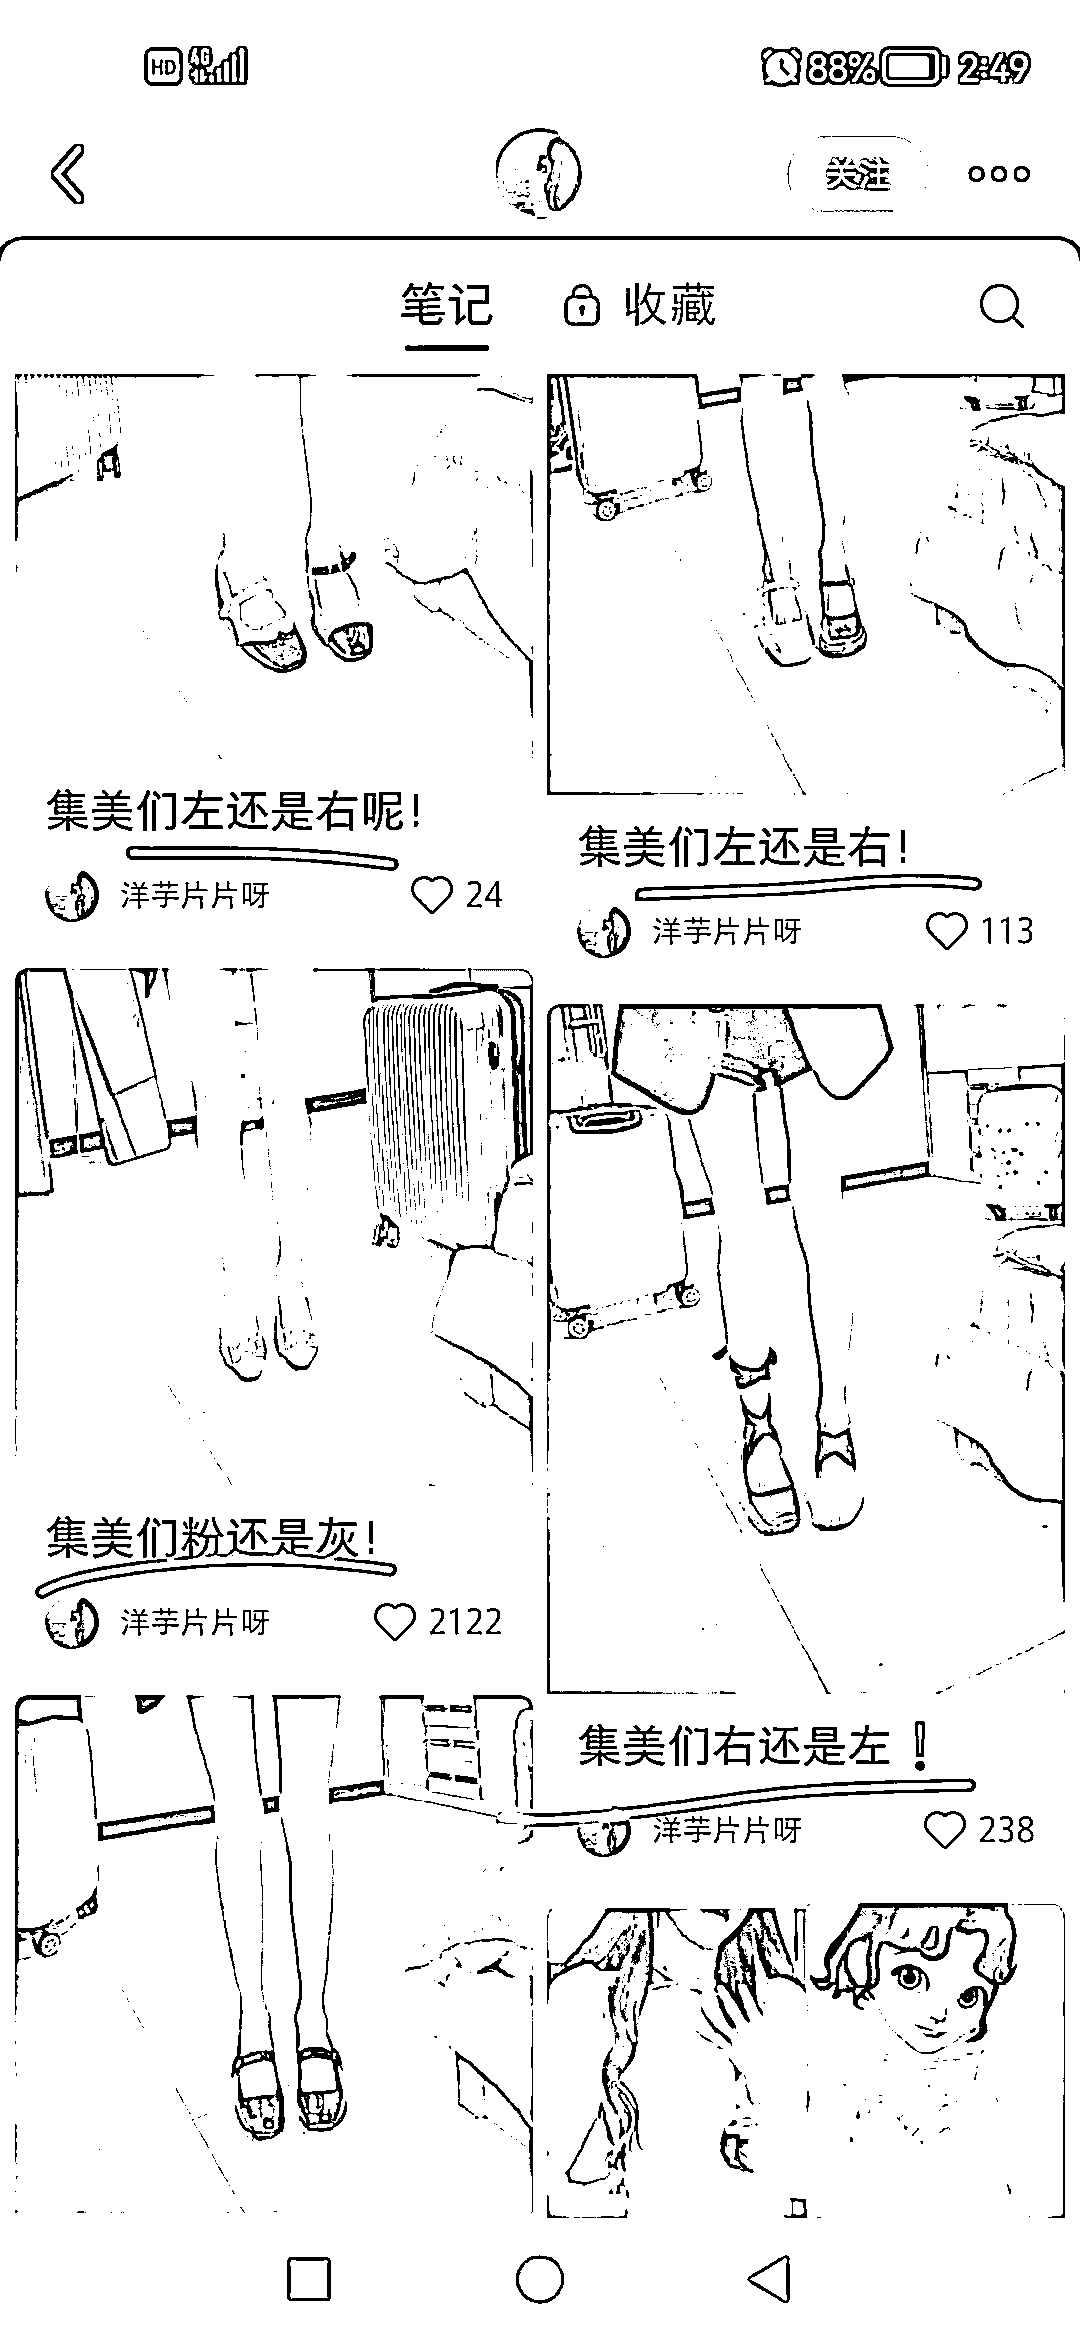 HD 4G 88% 2:49
关注
笔记 收藏
集美们左还是右呢!
洋芋片片呀 24
集美们左还是右!
洋芋片片呀 113
集美们粉还是灰!
洋芋片片呀 2122
集美们右还是左！
洋芋片片呀 238